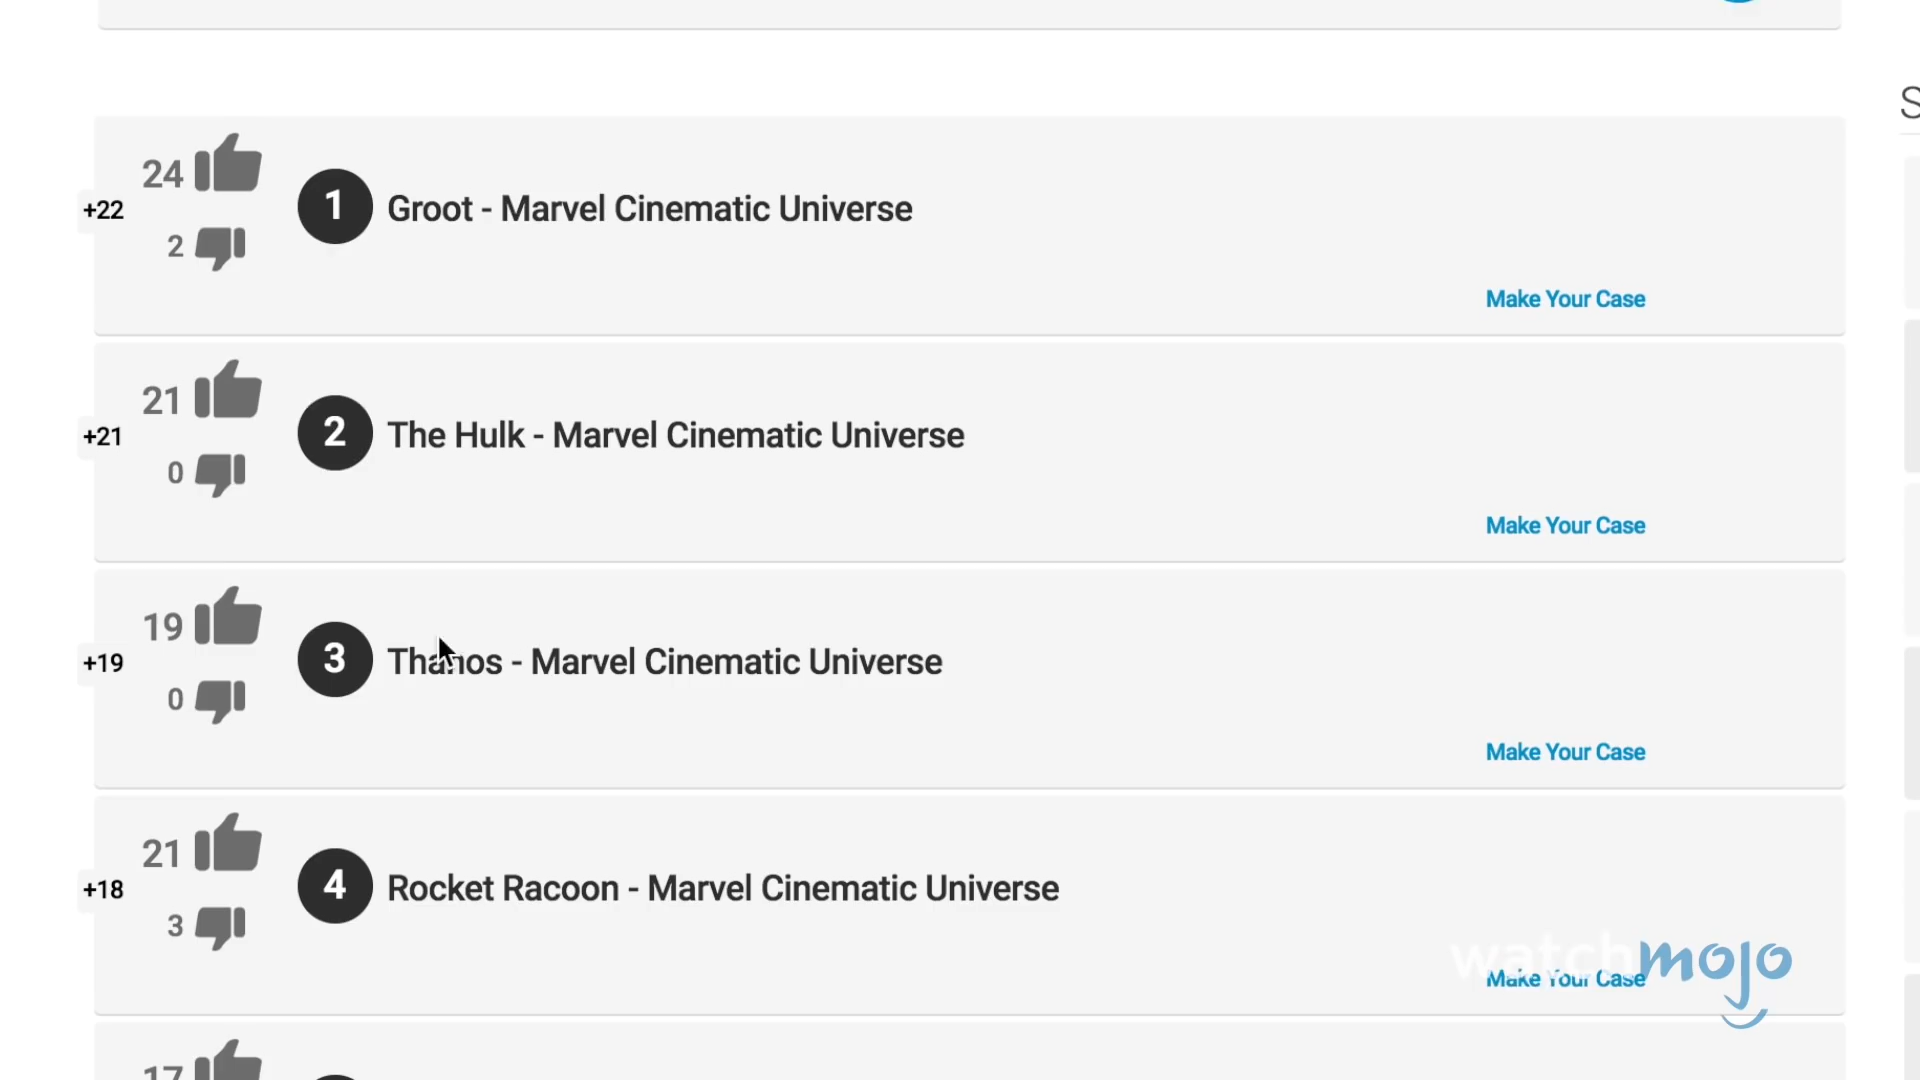 S
24
+22
1 Groot - Marvel Cinematic Universe
2
Make Your Case
21
+21
2 The Hulk - Marvel Cinematic Universe
0
Make Your Case
19
+19
3 Thanos - Marvel Cinematic Universe
0
Make Your Case
21
+18
4 Rocket Racoon - Marvel Cinematic Universe
3
watchmojo
Make Your Case
17